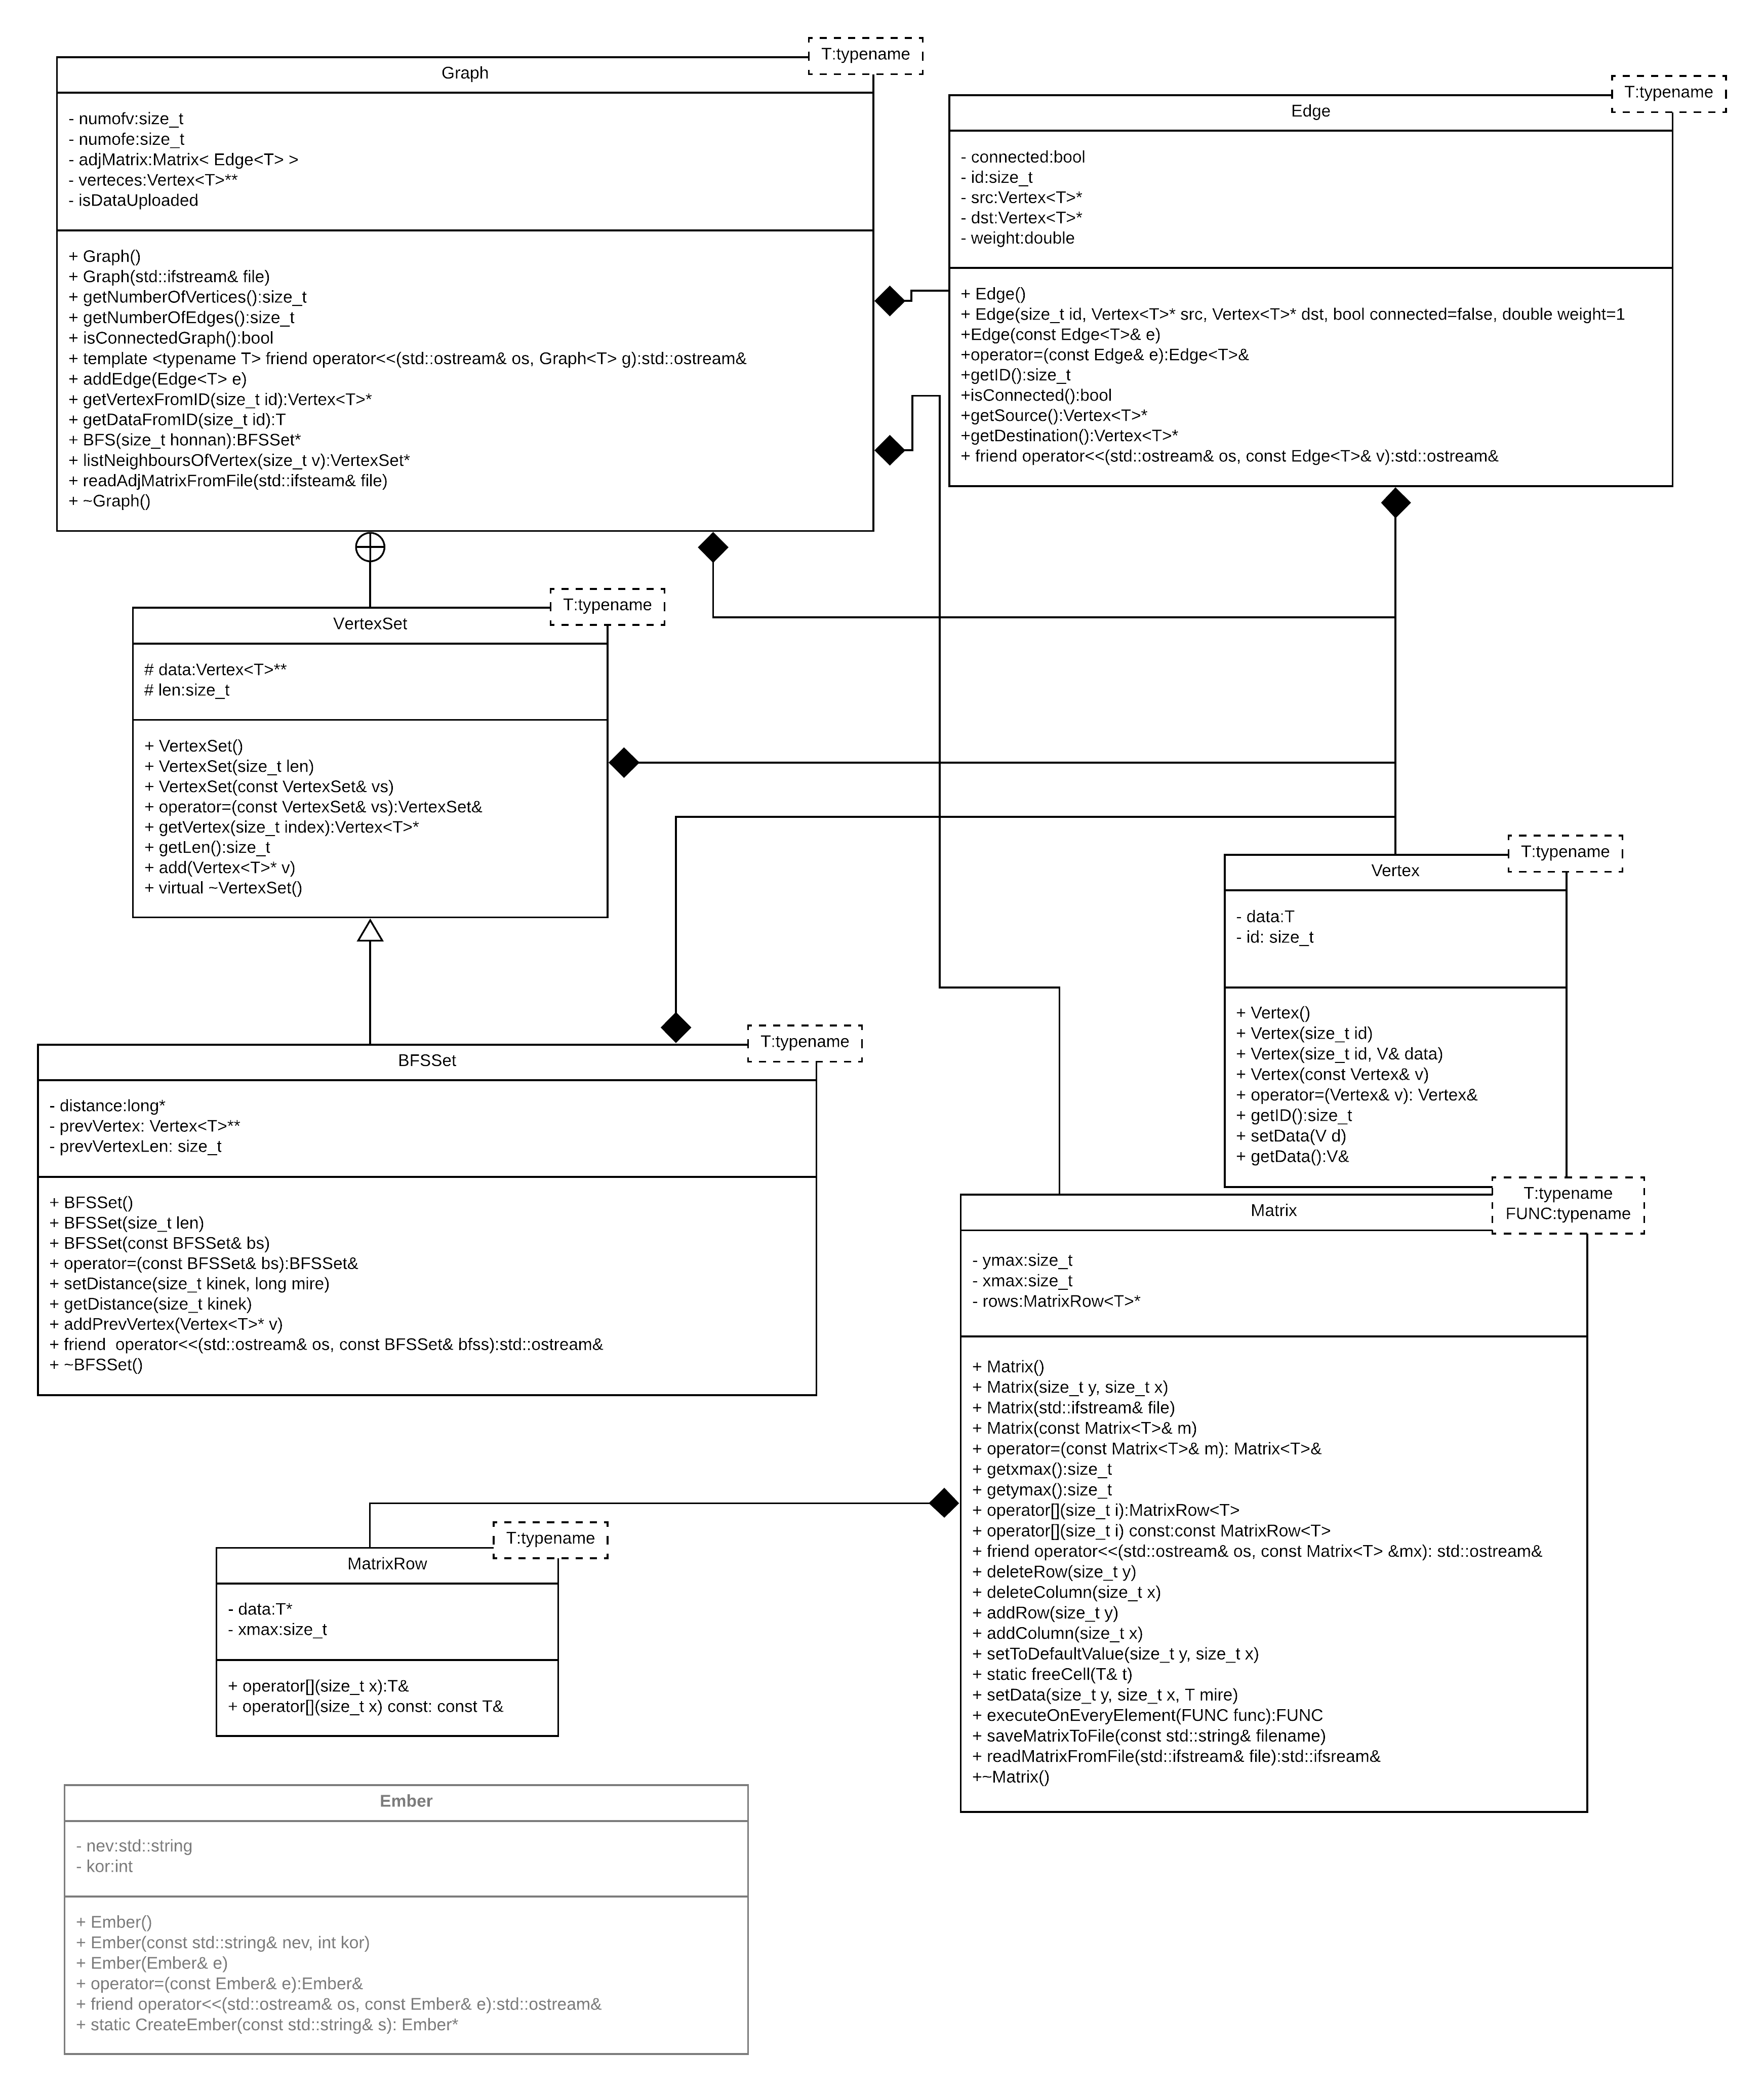 T:typename
Graph
- numofv:size_t
- numofe:size_t
- adjMatrix:Matrix< Edge<T> >
- verteces:Vertex<T>**
- isDataUploaded
+ Graph()
+ Graph(std::ifstream& file)
+ getNumberOfVertices():size_t
+ getNumberOfEdges():size_t
+ isConnectedGraph():bool
+ template <typename T> friend operator<<(std::ostream& os, Graph<T> g):std::ostream&
+ addEdge(Edge<T> e)
+ getVertexFromID(size_t id):Vertex<T>*
+ getDataFromID(size_t id):T
+ BFS(size_t honnan):BFSSet*
+ listNeighboursOfVertex(size_t v):VertexSet*
+ readAdjMatrixFromFile(std::ifsteam& file)
+ ~Graph()
T:typename
Edge
- connected:bool
- id:size_t
- src:Vertex<T>*
- dst:Vertex<T>*
- weight:double
+ Edge()
+ Edge(size_t id, Vertex<T>* src, Vertex<T>* dst, bool connected=false, double weight=1
+Edge(const Edge<T>& e)
+operator=(const Edge& e):Edge<T>&
+getID():size_t
+isConnected():bool
+getSource():Vertex<T>*
+getDestination():Vertex<T>*
+ friend operator<<(std::ostream& os, const Edge<T>& v):std::ostream&
T:typename
VertexSet
# data:Vertex<T>**
# len:size_t
+ VertexSet()
+ VertexSet(size_t len)
+ VertexSet(const VertexSet& vs)
+ operator=(const VertexSet& vs):VertexSet&
+ getVertex(size_t index):Vertex<T>*
+ getLen():size_t
+ add(Vertex<T>* v)
+ virtual ~VertexSet()
T:typename
Vertex
- data:T
- id: size_t
+ Vertex()
+ Vertex(size_t id)
+ Vertex(size_t id, V& data)
+ Vertex(const Vertex& v)
+ operator=(Vertex& v): Vertex&
+ getID():size_t
+ setData(V d)
+ getData():V&
T:typename
BFSSet
- distance:long*
- prevVertex: Vertex<T>**
- prevVertexLen: size_t
+ BFSSet()
+ BFSSet(size_t len)
+ BFSSet(const BFSSet& bs)
+ operator=(const BFSSet& bs):BFSSet&
+ setDistance(size_t kinek, long mire)
+ getDistance(size_t kinek)
+ addPrevVertex(Vertex<T>* v)
+ friend  operator<<(std::ostream& os, const BFSSet& bfss):std::ostream&
+ ~BFSSet()
T:typename
FUNC:typename
Matrix
- ymax:size_t
- xmax:size_t
- rows:MatrixRow<T>*
+ Matrix()
+ Matrix(size_t y, size_t x)
+ Matrix(std::ifstream& file)
+ Matrix(const Matrix<T>& m)
+ operator=(const Matrix<T>& m): Matrix<T>&
+ getxmax():size_t
+ getymax():size_t
+ operator[](size_t i):MatrixRow<T>
+ operator[](size_t i) const:const MatrixRow<T>
+ friend operator<<(std::ostream& os, const Matrix<T> &mx): std::ostream&
+ deleteRow(size_t y)
+ deleteColumn(size_t x)
+ addRow(size_t y)
+ addColumn(size_t x)
+ setToDefaultValue(size_t y, size_t x)
+ static freeCell(T& t)
+ setData(size_t y, size_t x, T mire)
+ executeOnEveryElement(FUNC func):FUNC
+ saveMatrixToFile(const std::string& filename)
+ readMatrixFromFile(std::ifstream& file):std::ifsream&
+~Matrix()
T:typename
MatrixRow
- data:T*
- xmax:size_t
+ operator[](size_t x):T&
+ operator[](size_t x) const: const T&
Ember
- nev:std::string
- kor:int
+ Ember()
+ Ember(const std::string& nev, int kor)
+ Ember(Ember& e)
+ operator=(const Ember& e):Ember&
+ friend operator<<(std::ostream& os, const Ember& e):std::ostream&
+ static CreateEmber(const std::string& s): Ember*